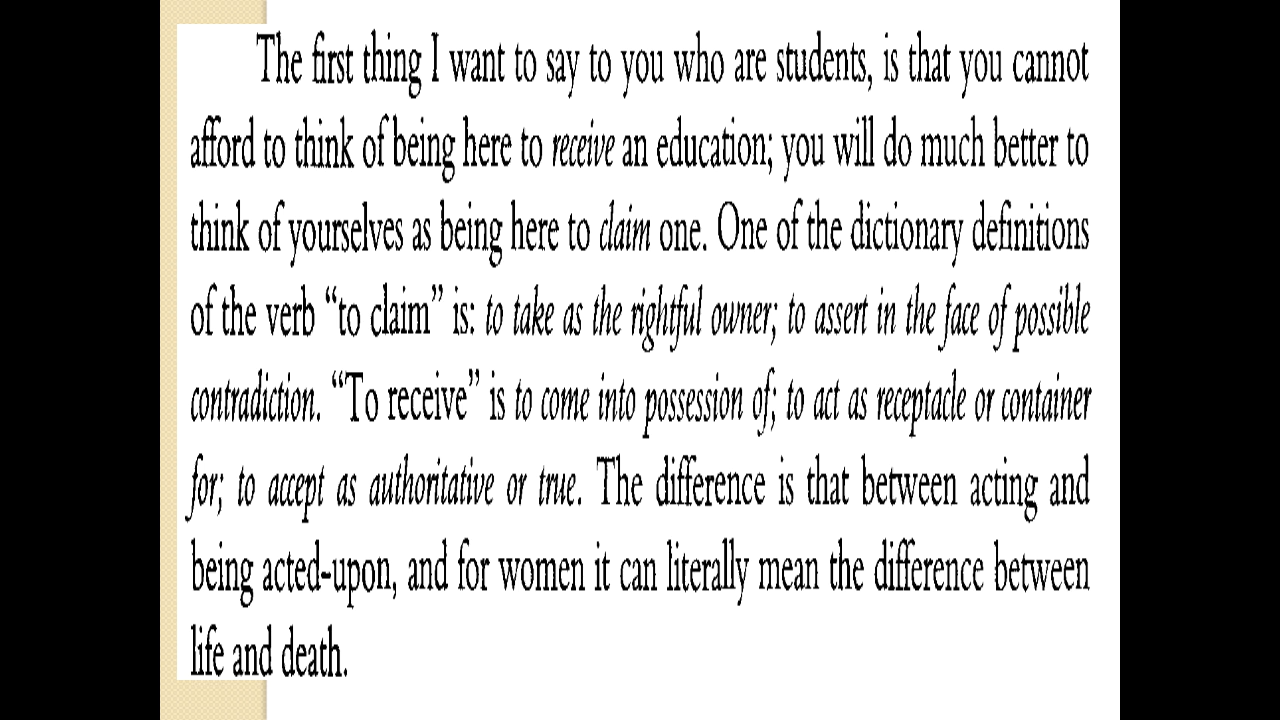 The first thing I want to say to you who are students, is that you cannot
afford to think of being here to receive an education; you will do much better to
think of yourselves as being here to claim one. One of the dictionary definitions
of the verb “to claim” is: to take as the rightful owner; to assert in the face of possible
contradiction. “To receive” is to come into possession of; to act as receptacle or container
for; to accept as authoritative or true. The difference is that between acting and
being acted-upon, and for women it can literally mean the difference between
life and death.